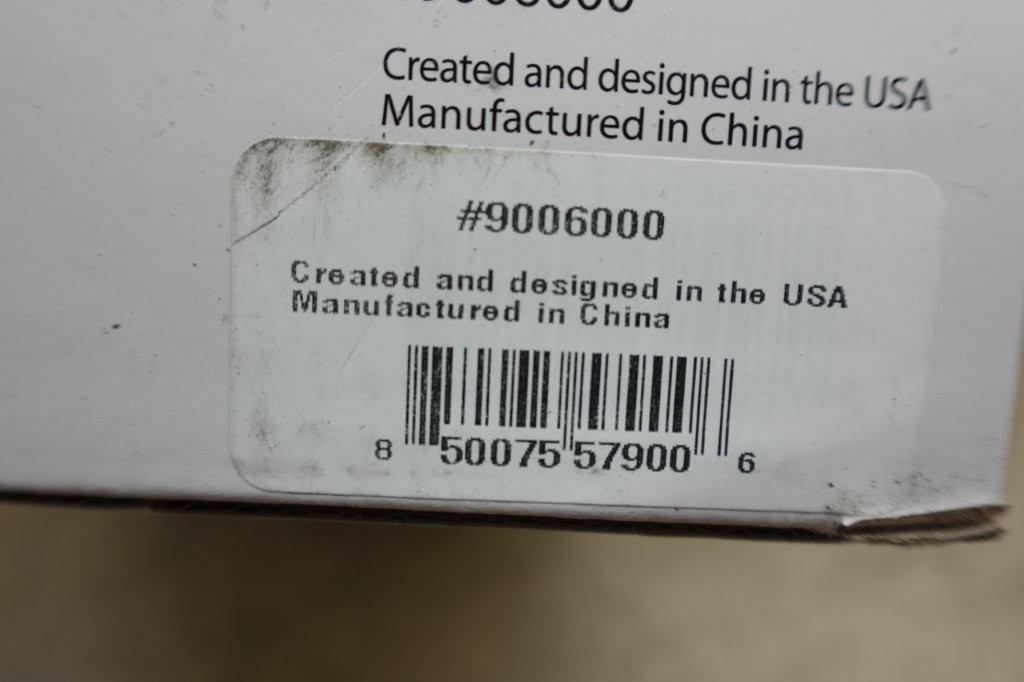 Created and designed in the USA
Manufactured in China
#9006000
Created and designed in the USA
Manufactured in China
8 50075 57900 6